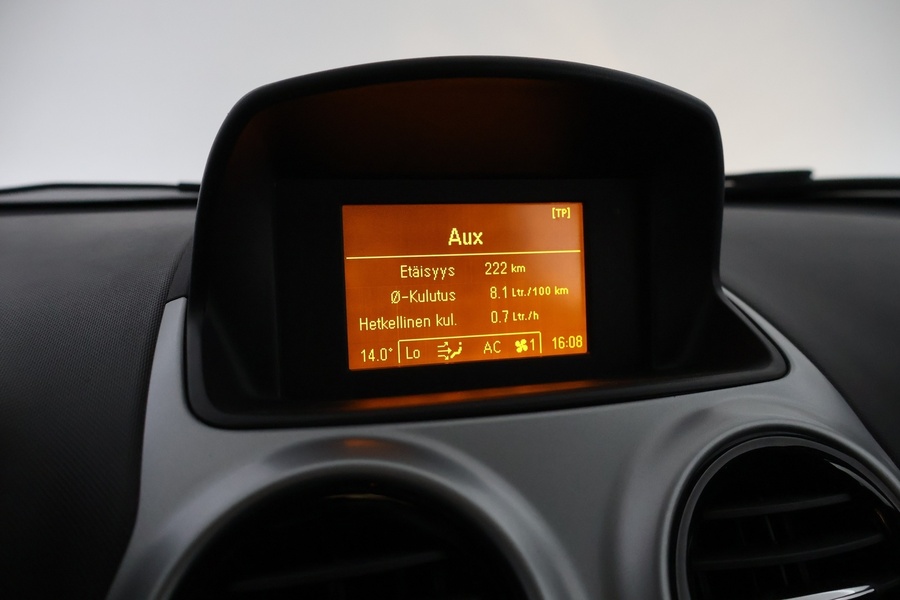 [TP]
Aux
Etäisyys 222 km
Ø-Kulutus 8.1 Ltr./100 km
Hetkellinen kul. 0.7 Ltr./h
14.0° Lo AC 1 16:08